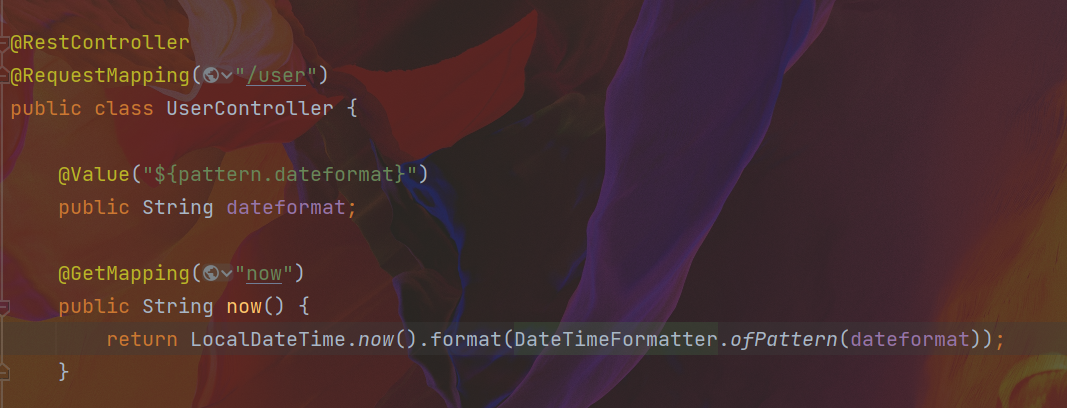 @RestController
@RequestMapping("/user")
public class UserController {
@Value("${pattern.dateformat}")
public String dateformat;
@GetMapping("now")
public String now() {
return LocalDateTime.now().format(DateTimeFormatter.ofPattern(dateformat));
}